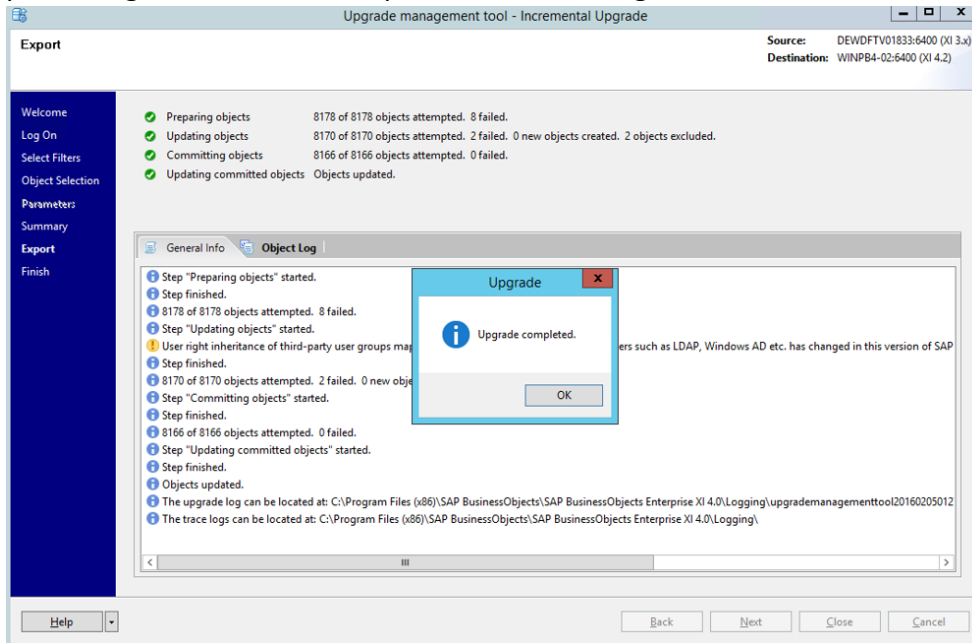 Upgrade management tool - Incremental Upgrade
Export
Source: DEWDFTV01833:6400 (XI 3.x)
Destination: WINPB4-02:6400 (XI 4.2)
Welcome
Log On
Select Filters
Object Selection
Parameters
Summary
Export
Finish
Preparing objects 8178 of 8178 objects attempted. 8 failed.
Updating objects 8170 of 8170 objects attempted. 2 failed. 0 new objects created. 2 objects excluded.
Committing objects 8166 of 8166 objects attempted. 0 failed.
Updating committed objects Objects updated.
General Info Object Log
Step "Preparing objects" started.
Step finished.
8178 of 8178 objects attempted. 8 failed.
Step "Updating objects" started.
User right inheritance of third-party user groups such as LDAP, Windows AD etc. has changed in this version of SAP
Step finished.
8170 of 8170 objects attempted. 2 failed. 0 new
Step "Committing objects" started.
Step finished.
8166 of 8166 objects attempted. 0 failed.
Step "Updating committed objects" started.
Step finished.
Objects updated.
The upgrade log can be located at: C:\Program Files (x86)\SAP BusinessObjects\SAP BusinessObjects Enterprise XI 4.0\Logging\upgrademanagementtool20160205012
The trace logs can be located at: C:\Program Files (x86)\SAP BusinessObjects\SAP BusinessObjects Enterprise XI 4.0\Logging\
Upgrade
Upgrade completed.
OK
Help
Back Next Close Cancel